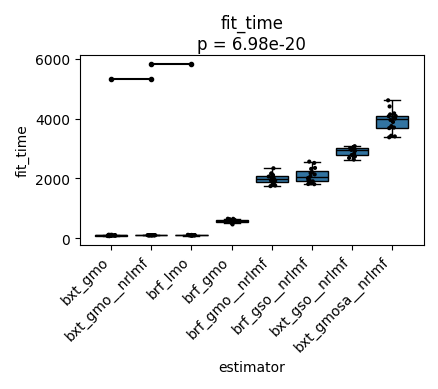 fit_time
p = 6.98e-20
6000
4000
2000
0
fit_time
bxt_gmo
bxt_gmo__nrlmf
brf_lmo
brf_gmo
brf_gmo__nrlmf
brf_gso__nrlmf
bxt_gso__nrlmf
bxt_gmosa__nrlmf
estimator